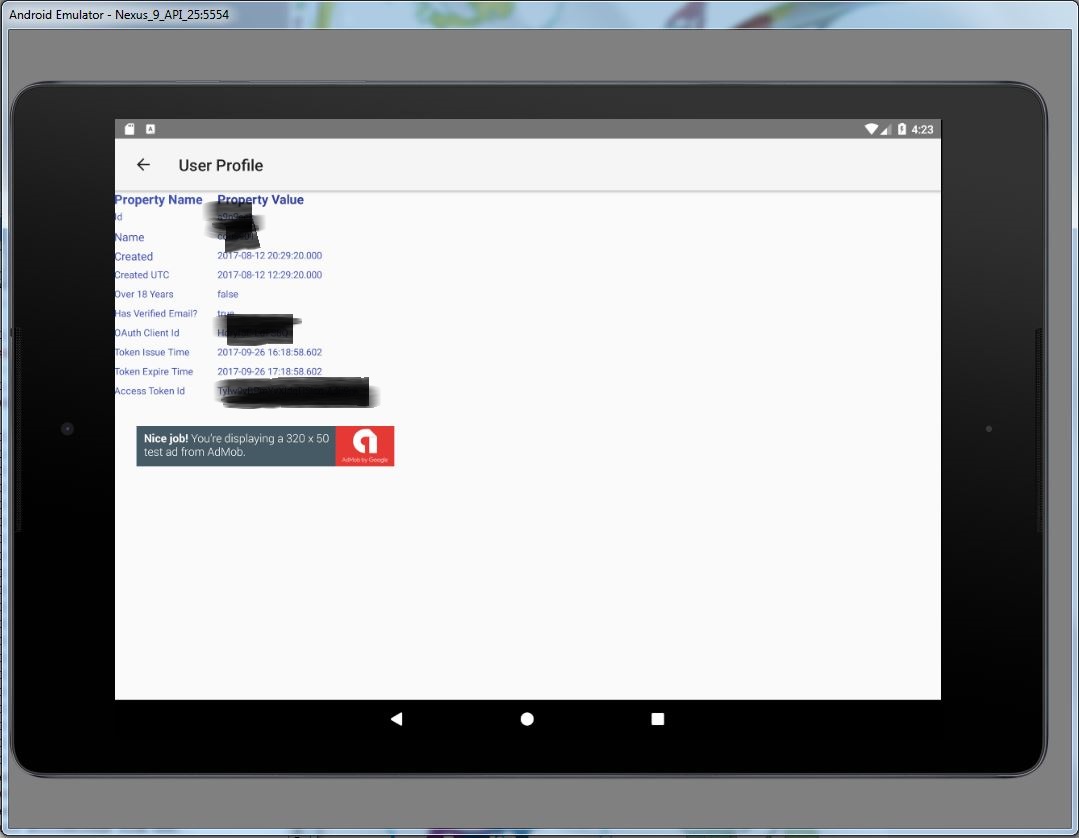 Android Emulator - Nexus_9_API_25:5554
A 4:23
User Profile
Property Name Property Value
Id
Name
Created 2017-08-12 20:29:20.000
Created UTC 2017-08-12 12:29:20.000
Over 18 Years false
Has Verified Email? true
OAuth Client Id
Token Issue Time 2017-09-26 16:18:58.602
Token Expire Time 2017-09-26 17:18:58.602
Access Token Id
Nice job! You're displaying a 320 x 50
test ad from AdMob.
AdMob by Google